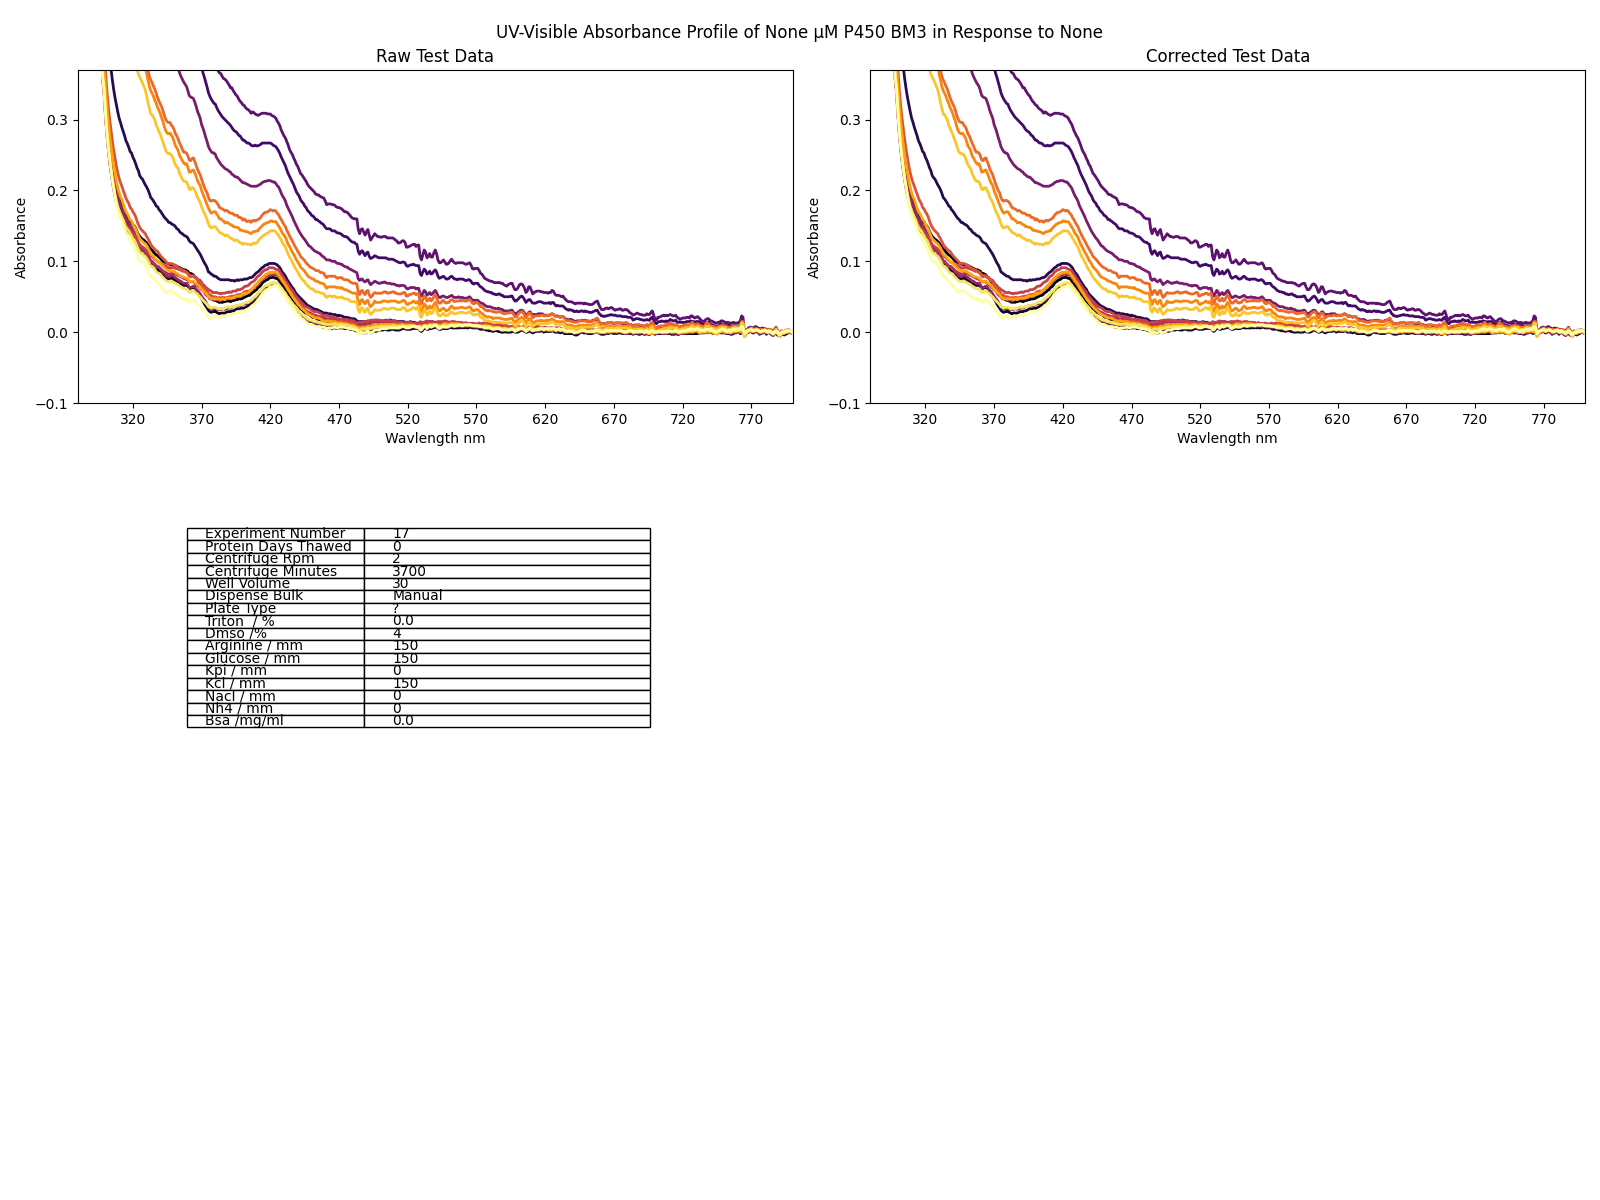 UV-Visible Absorbance Profile of None μM P450 BM3 in Response to None
Raw Test Data
0.3
0.2
0.1
0.0
−0.1
Absorbance
320 370 420 470 520 570 620 670 720 770
Wavlength nm
Corrected Test Data
0.3
0.2
0.1
0.0
−0.1
Absorbance
320 370 420 470 520 570 620 670 720 770
Wavlength nm
Experiment Number 17
Protein Days Thawed 0
Centrifuge Rpm 2
Centrifuge Minutes 3700
Well Volume 30
Dispense Bulk Manual
Plate Type ?
Triton / % 0.0
Dmso /% 4
Arginine / mm 150
Glucose / mm 150
Kpi / mm 0
Kcl / mm 150
Nacl / mm 0
Nh4 / mm 0
Bsa /mg/ml 0.0